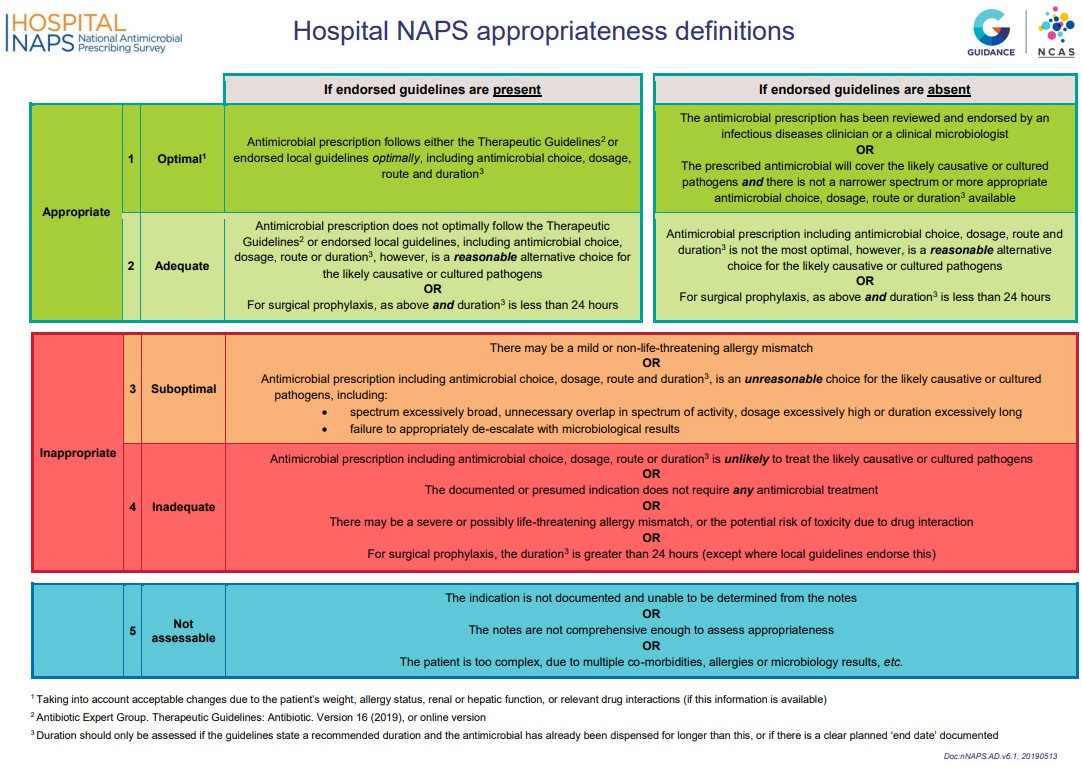 HOSPITAL
NAPS National Antimicrobial
Prescribing Survey
Hospital NAPS appropriateness definitions
GUIDANCE
NCAS
If endorsed guidelines are present
If endorsed guidelines are absent
Appropriate
1
Optimal¹
Antimicrobial prescription follows either the Therapeutic Guidelines² or
endorsed local guidelines optimally, including antimicrobial choice, dosage,
route and duration³
The antimicrobial prescription has been reviewed and endorsed by an
infectious diseases clinician or a clinical microbiologist
OR
The prescribed antimicrobial will cover the likely causative or cultured
pathogens and there is not a narrower spectrum or more appropriate
antimicrobial choice, dosage, route or duration³ available
2
Adequate
Antimicrobial prescription does not optimally follow the Therapeutic
Guidelines² or endorsed local guidelines, including antimicrobial choice,
dosage, route or duration³, however, is a reasonable alternative choice for
the likely causative or cultured pathogens
OR
For surgical prophylaxis, as above and duration³ is less than 24 hours
Antimicrobial prescription including antimicrobial choice, dosage, route and
duration³ is not the most optimal, however, is a reasonable alternative
choice for the likely causative or cultured pathogens
OR
For surgical prophylaxis, as above and duration³ is less than 24 hours
Inappropriate
3
Suboptimal
There may be a mild or non-life-threatening allergy mismatch
OR
Antimicrobial prescription including antimicrobial choice, dosage, route and duration³, is an unreasonable choice for the likely causative or cultured
pathogens, including:
• spectrum excessively broad, unnecessary overlap in spectrum of activity, dosage excessively high or duration excessively long
• failure to appropriately de-escalate with microbiological results
4
Inadequate
Antimicrobial prescription including antimicrobial choice, dosage, route or duration³ is unlikely to treat the likely causative or cultured pathogens
OR
The documented or presumed indication does not require any antimicrobial treatment
OR
There may be a severe or possibly life-threatening allergy mismatch, or the potential risk of toxicity due to drug interaction
OR
For surgical prophylaxis, the duration³ is greater than 24 hours (except where local guidelines endorse this)
5
Not
assessable
The indication is not documented and unable to be determined from the notes
OR
The notes are not comprehensive enough to assess appropriateness
OR
The patient is too complex, due to multiple co-morbidities, allergies or microbiology results, etc.
¹ Taking into account acceptable changes due to the patient's weight, allergy status, renal or hepatic function, or relevant drug interactions (if this information is available)
² Antibiotic Expert Group. Therapeutic Guidelines: Antibiotic. Version 16 (2019), or online version
³ Duration should only be assessed if the guidelines state a recommended duration and the antimicrobial has already been dispensed for longer than this, or if there is a clear planned 'end date' documented
Doc:nNAPS.AD.v6.1; 20190513